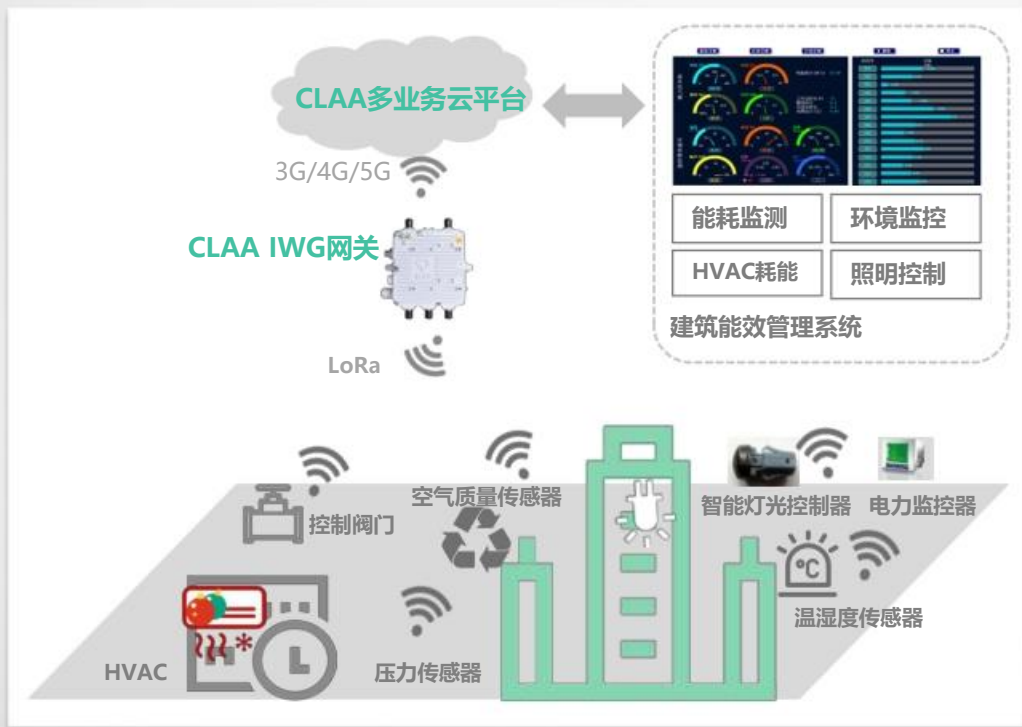 CLAA多业务云平台
3G/4G/5G
CLAA IWG网关
LoRa
能耗监测
环境监控
HVAC耗能
照明控制
建筑能效管理系统
控制阀门
空气质量传感器
智能灯光控制器
电力监控器
°C
温湿度传感器
HVAC
压力传感器